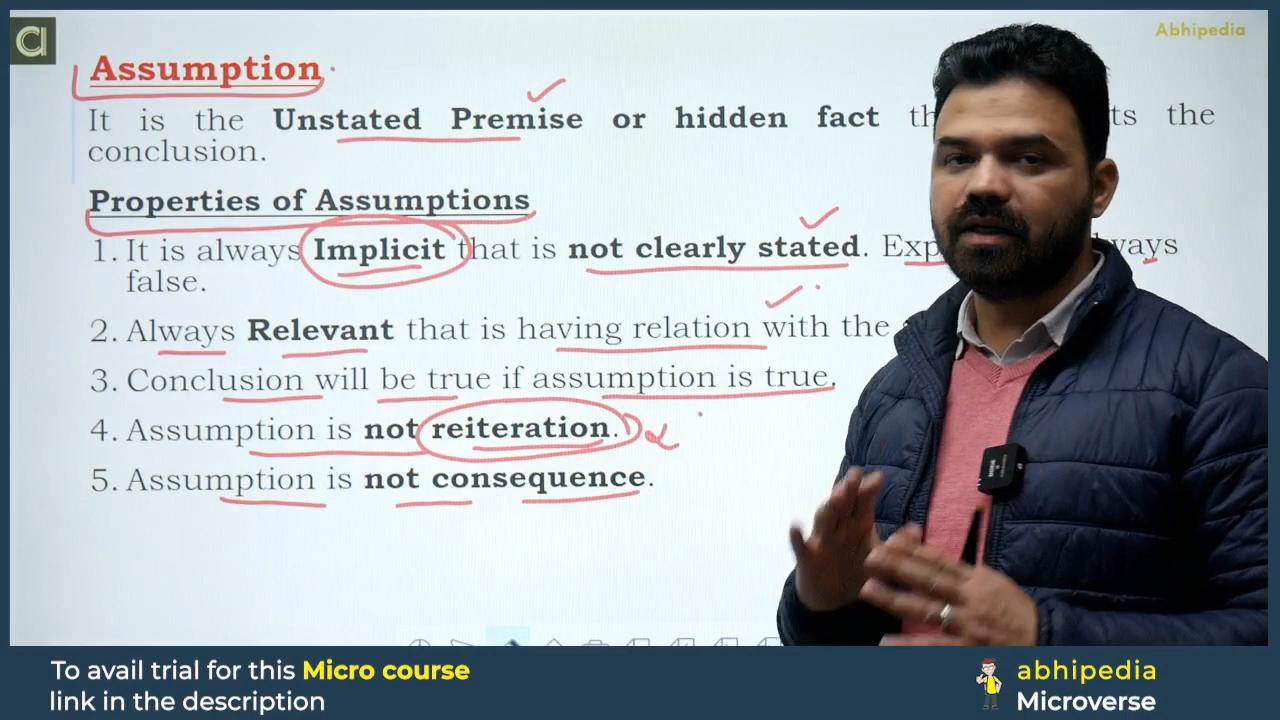 Abhipedia
Assumption
It is the Unstated Premise or hidden fact the
conclusion.
Properties of Assumptions
1. It is always Implicit that is not clearly stated.
false.
2. Always Relevant that is having relation with the
3. Conclusion will be true if assumption is true.
4. Assumption is not reiteration.
5. Assumption is not consequence.
To avail trial for this Micro course
link in the description
abhipedia
Microverse